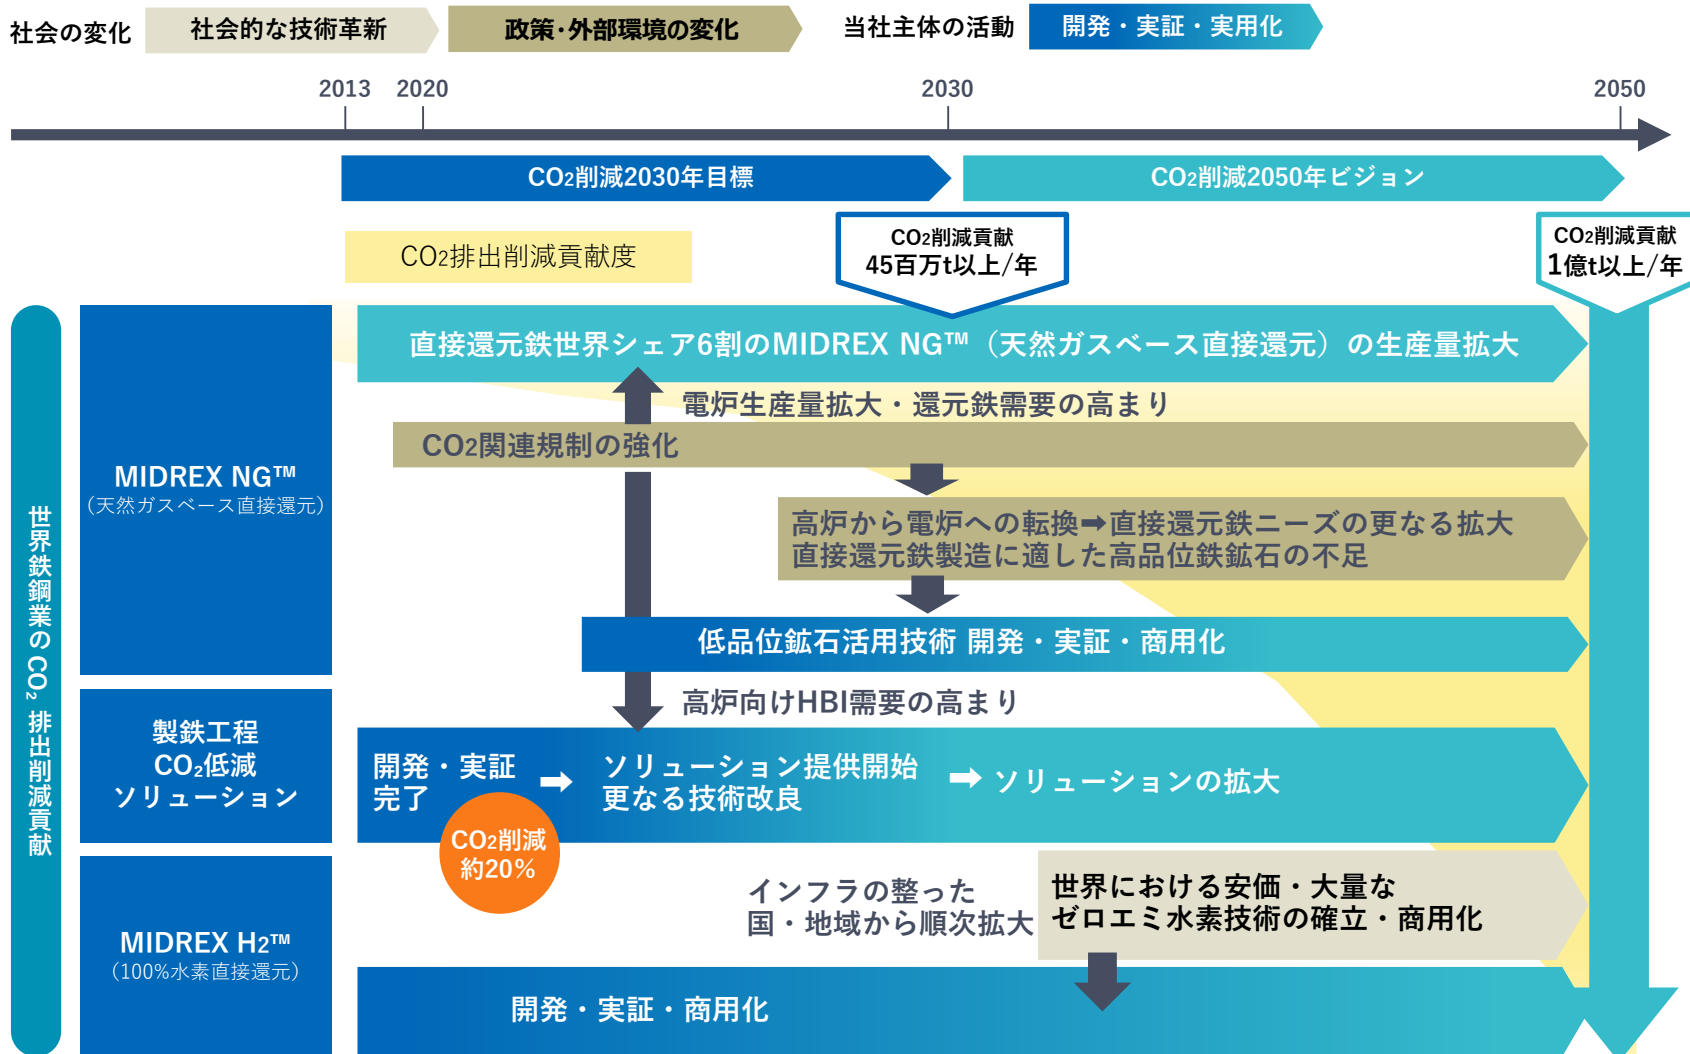 社会の変化
社会的な技術革新
政策・外部環境の変化
当社主体の活動
開発・実証・実用化
2013
2020
2030
2050
CO2削減2030年目標
CO2削減2050年ビジョン
CO2排出削減貢献度
CO2削減貢献
45百万t以上/年
CO2削減貢献
1億t以上/年
世界鉄鋼業のCO2 排出削減貢献
MIDREX NG™
（天然ガスベース直接還元）
直接還元鉄世界シェア6割のMIDREX NG™（天然ガスベース直接還元）の生産量拡大
電炉生産量拡大・還元鉄需要の高まり
CO2関連規制の強化
高炉から電炉への転換➡直接還元鉄ニーズの更なる拡大
直接還元鉄製造に適した高品位鉄鉱石の不足
低品位鉱石活用技術 開発・実証・商用化
高炉向けHBI需要の高まり
製鉄工程
CO2低減
ソリューション
開発・実証
完了
➡
ソリューション提供開始
更なる技術改良
➡
ソリューションの拡大
CO2削減
約20%
MIDREX H2™
（100%水素直接還元）
インフラの整った
国・地域から順次拡大
世界における安価・大量な
ゼロエミ水素技術の確立・商用化
開発・実証・商用化